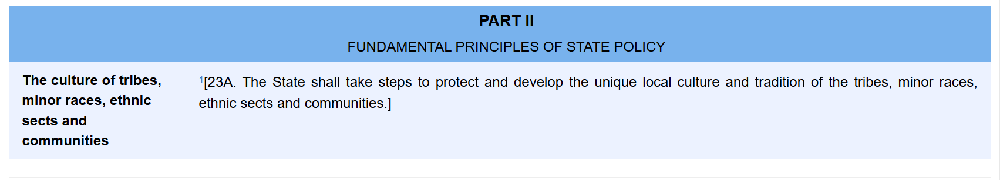 PART II
FUNDAMENTAL PRINCIPLES OF STATE POLICY
The culture of tribes,
minor races, ethnic
sects and
communities
1[23A. The State shall take steps to protect and develop the unique local culture and tradition of the tribes, minor races,
ethnic sects and communities.]